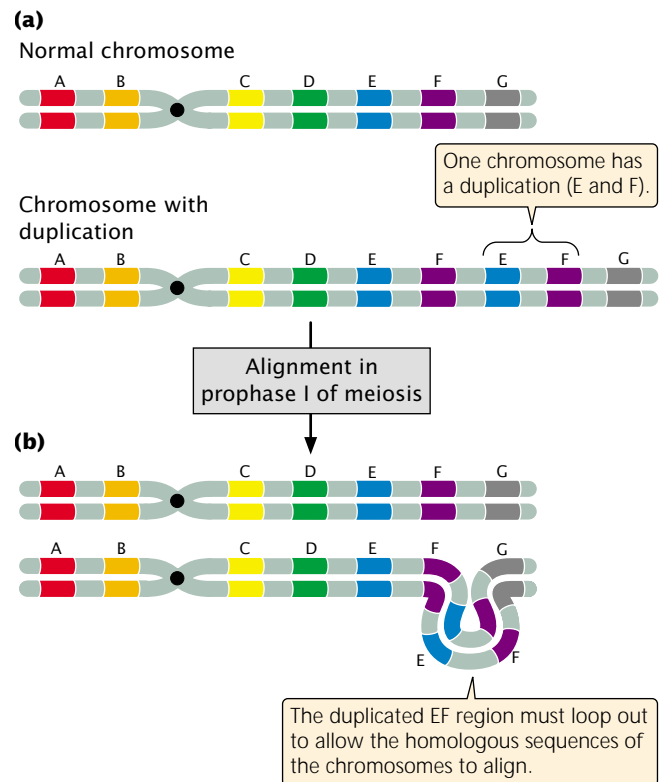 (a)
Normal chromosome
A B C D E F G
One chromosome has
a duplication (E and F).
Chromosome with
duplication
A B C D E F E F G
Alignment in
prophase I of meiosis
(b)
A B C D E F G
A B C D E F G
E F
The duplicated EF region must loop out
to allow the homologous sequences of
the chromosomes to align.